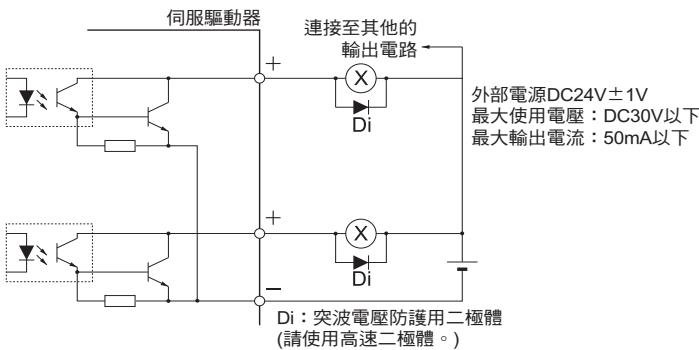 伺服驅動器
連接至其他的
輸出電路
+
X
Di
外部電源DC24V±1V
最大使用電壓：DC30V以下
最大輸出電流：50mA以下
+
X
Di
−
Di：突波電壓防護用二極體
(請使用高速二極體。)